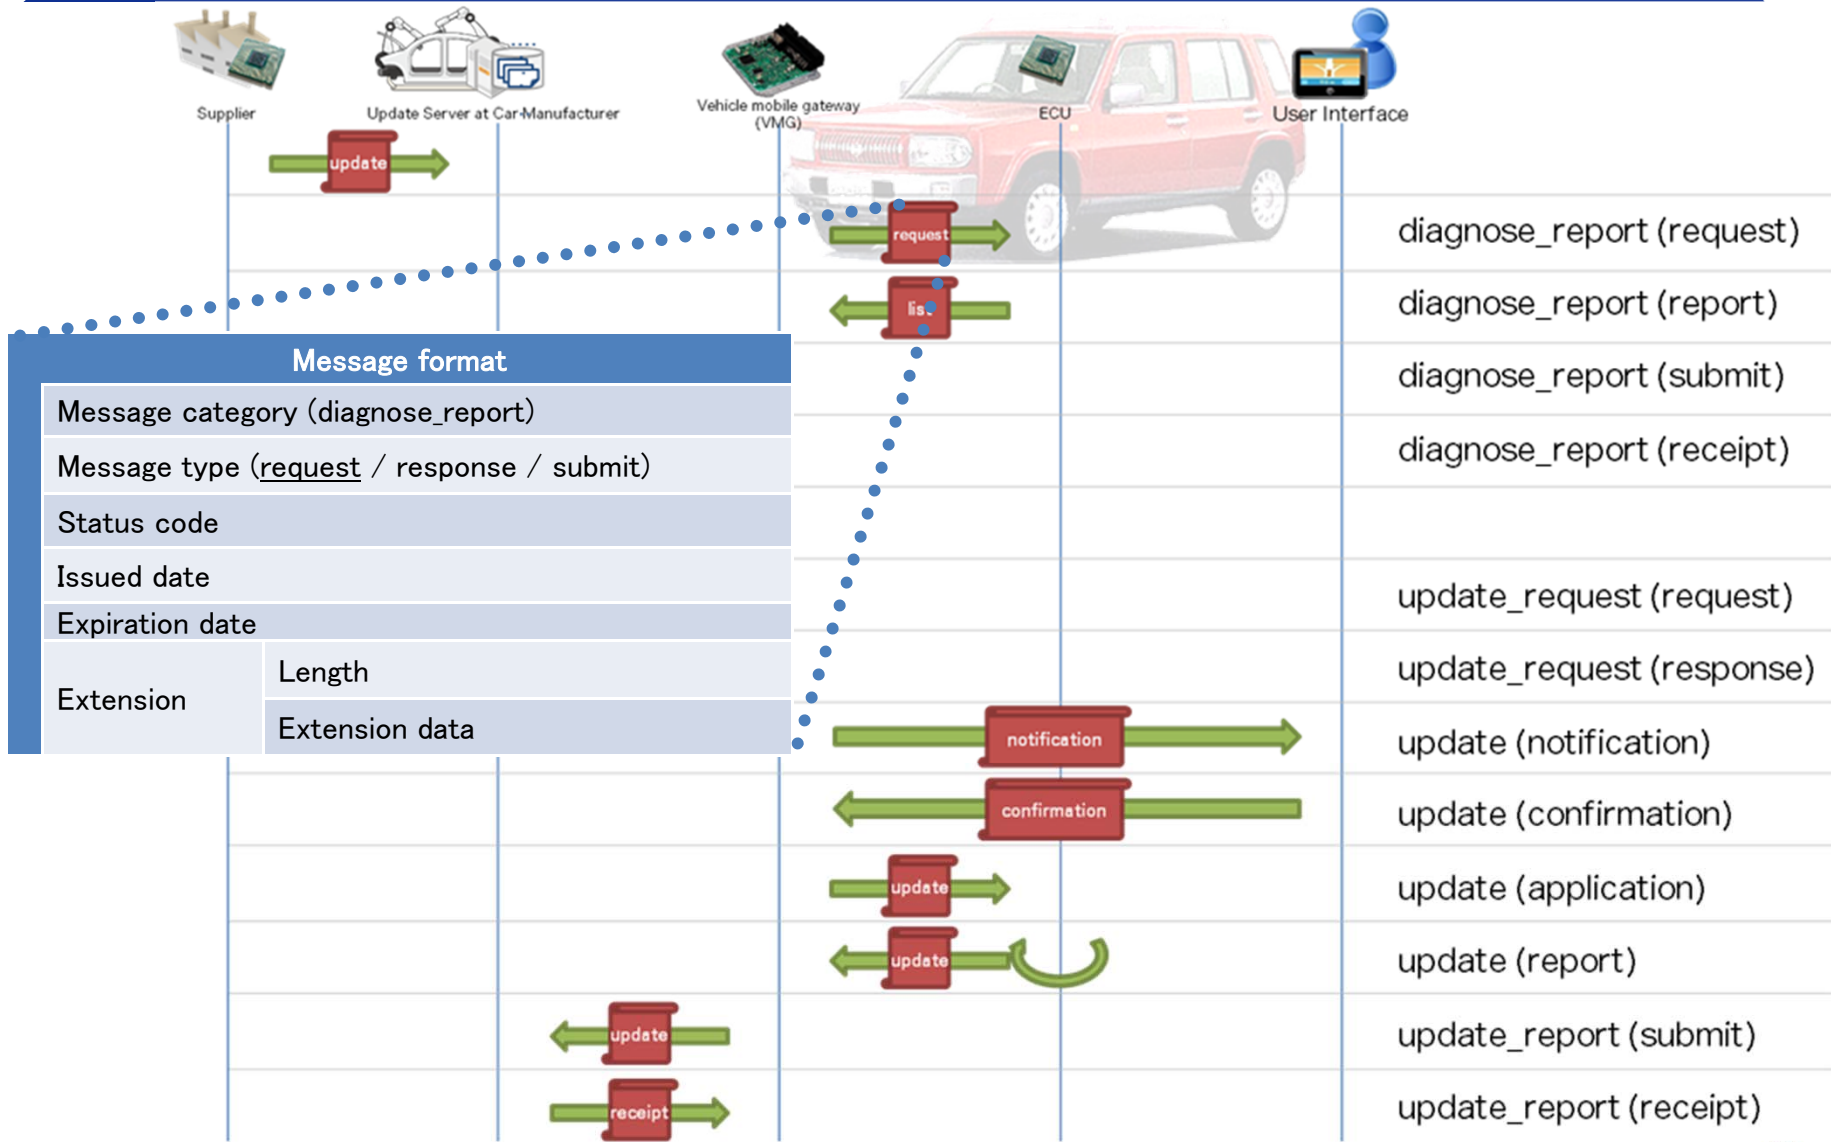 Supplier
Update Server at Car-Manufacturer
Vehicle mobile gateway
(VMG)
ECU
User Interface
update
request
diagnose_report (request)
list
diagnose_report (report)
Message format
Message category (diagnose_report)
diagnose_report (submit)
Message type (request / response / submit)
diagnose_report (receipt)
Status code
Issued date
Expiration date
update_request (request)
Extension
Length
update_request (response)
Extension data
notification
update (notification)
confirmation
update (confirmation)
update
update (application)
update
update (report)
update
update_report (submit)
receipt
update_report (receipt)